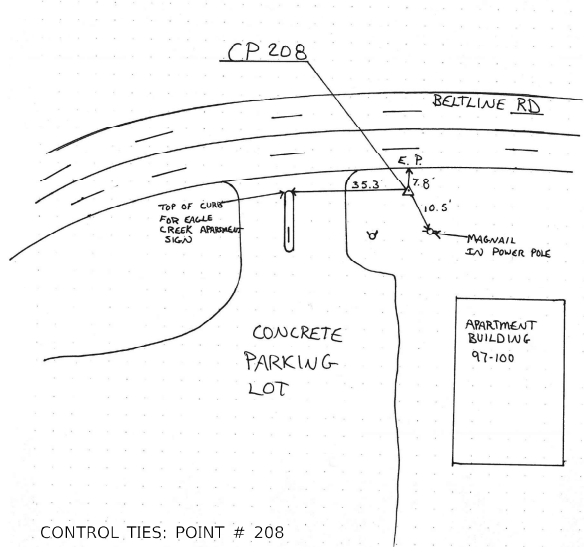 CP 208
BELTLINE RD
E. P.
35.3'
7.8'
10.5'
TOP OF CURB
FOR EAGLE
CREEK APARTMENT
SIGN
MAGNAIL
IN POWER POLE
APARTMENT
BUILDING
97-100
CONCRETE
PARKING
LOT
CONTROL TIES: POINT # 208